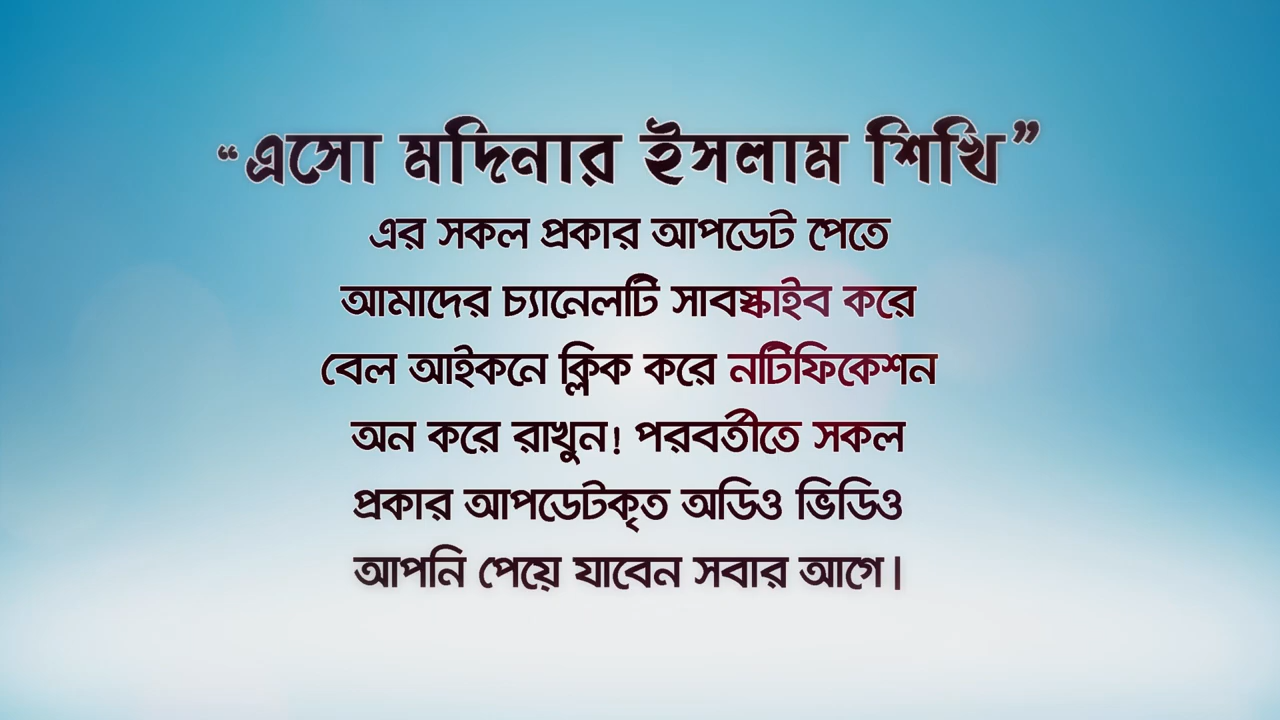 “এসো মদিনার ইসলাম শিখি”
এর সকল প্রকার আপডেট পেতে
আমাদের চ্যানেলটি সাবস্কাইব করে
বেল আইকনে ক্লিক করে নটিফিকেশন
অন করে রাখুন! পরবর্তীতে সকল
প্রকার আপডেটকৃত অডিও ভিডিও
আপনি পেয়ে যাবেন সবার আগে।